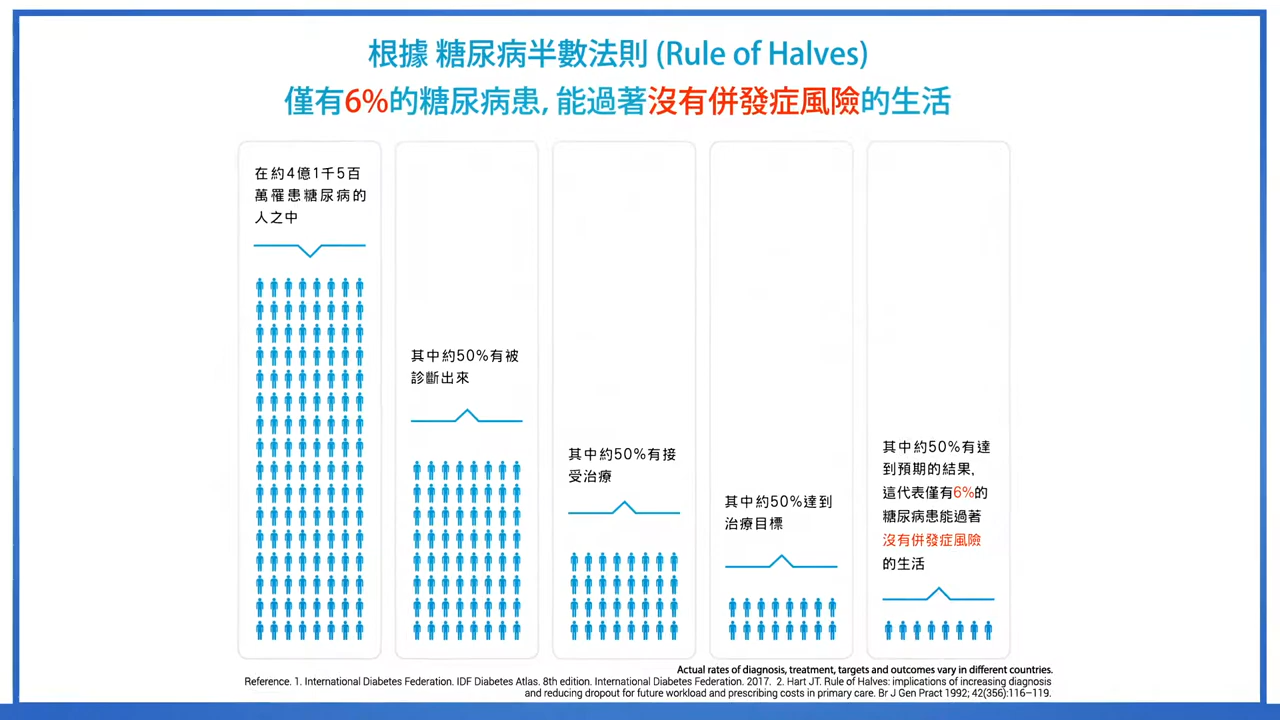 根據 糖尿病半數法則 (Rule of Halves)
僅有6%的糖尿病患, 能過著沒有併發症風險的生活
在約4億1千5百
萬罹患糖尿病的
人之中
其中約50%有被
診斷出來
其中約50%有接
受治療
其中約50%達到
治療目標
其中約50%有達
到預期的結果,
這代表僅有6%的
糖尿病患能過著
沒有併發症風險
的生活
Actual rates of diagnosis, treatment, targets and outcomes vary in different countries.
Reference. 1. International Diabetes Federation. IDF Diabetes Atlas. 8th edition. International Diabetes Federation. 2017. 2. Hart JT. Rule of Halves: implications of increasing diagnosis
and reducing dropout for future workload and prescribing costs in primary care. Br J Gen Pract 1992; 42(356):116–119.